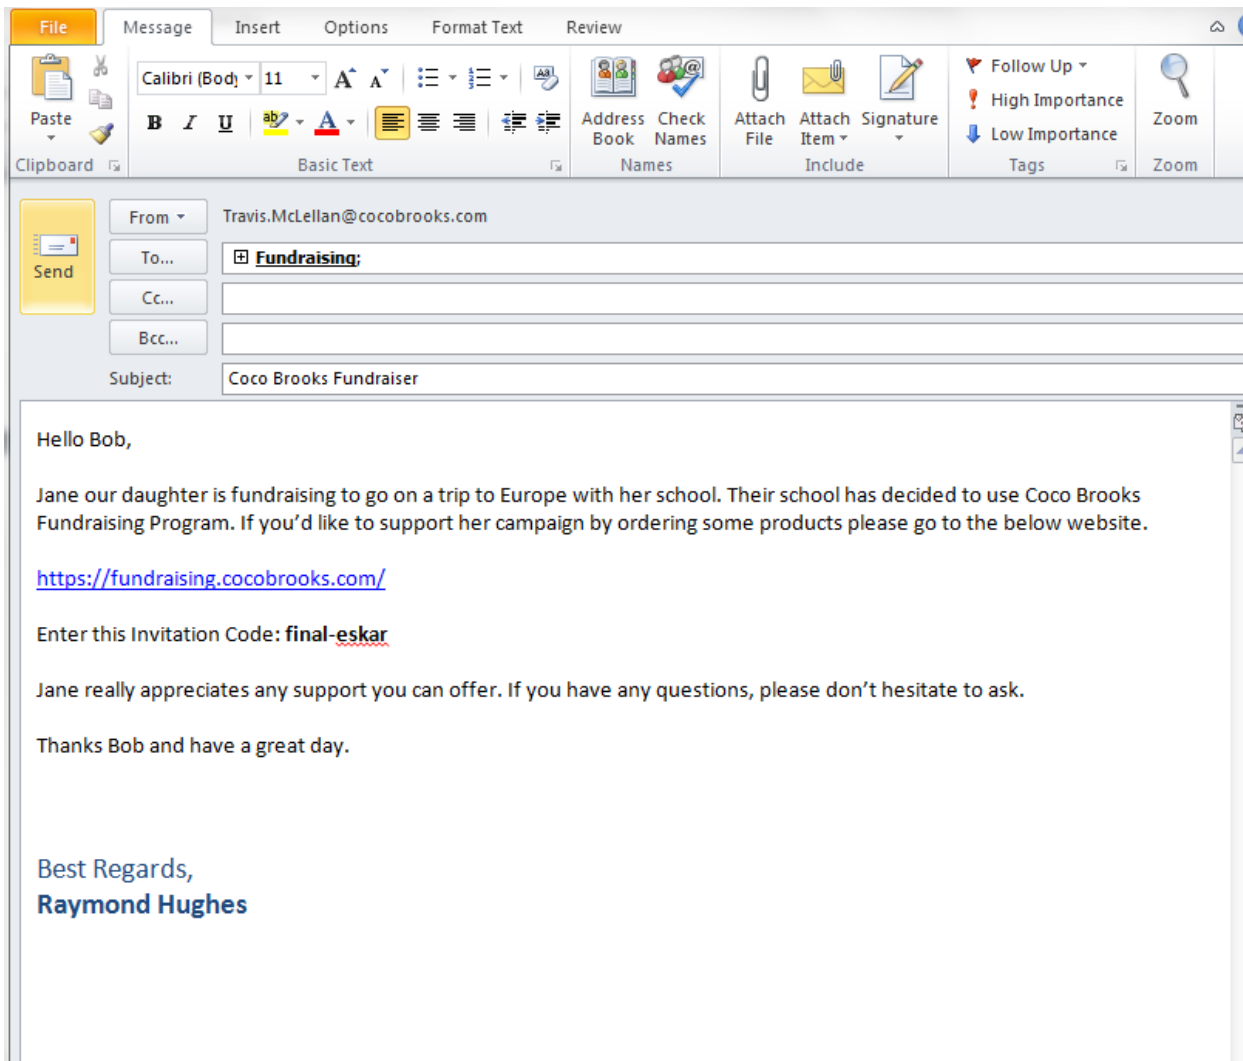 File Message Insert Options Format Text Review
Calibri (Body 11
Paste
B I U
Address Book
Check Names
Attach File
Attach Item
Signature
Follow Up
High Importance
Low Importance
Zoom
Clipboard Basic Text Names Include Tags Zoom
Send
From Travis.McLellan@cocobrooks.com
To... Fundraising;
Cc...
Bcc...
Subject: Coco Brooks Fundraiser
Hello Bob,
Jane our daughter is fundraising to go on a trip to Europe with her school. Their school has decided to use Coco Brooks
Fundraising Program. If you’d like to support her campaign by ordering some products please go to the below website.
https://fundraising.cocobrooks.com/
Enter this Invitation Code: final-eskar
Jane really appreciates any support you can offer. If you have any questions, please don’t hesitate to ask.
Thanks Bob and have a great day.
Best Regards,
Raymond Hughes